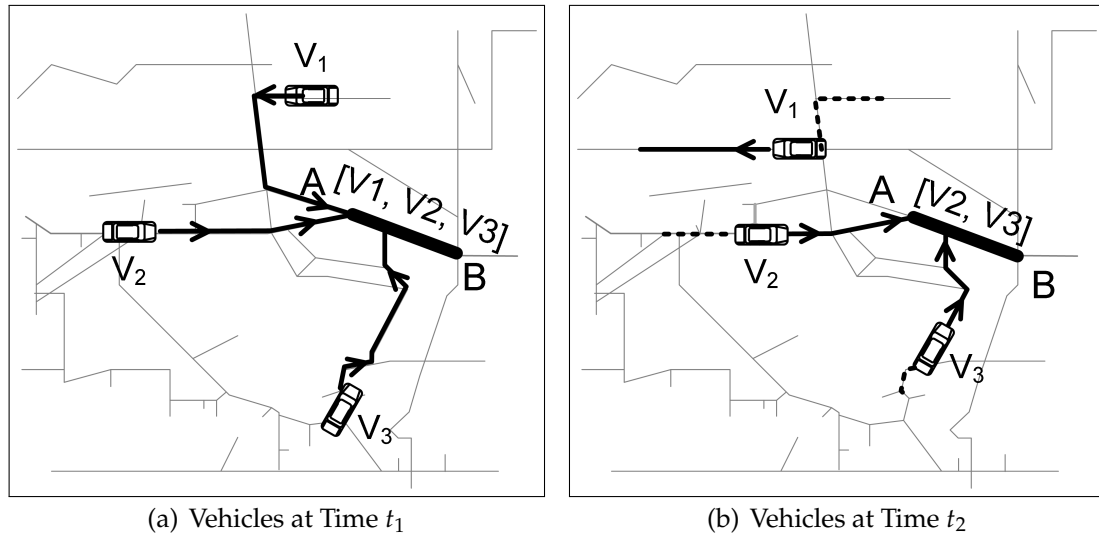 V₁
A [V1, V2, V3]
V₂
B
V₃
(a) Vehicles at Time t₁
V₁
A [V2, V3]
V₂
B
V₃
(b) Vehicles at Time t₂